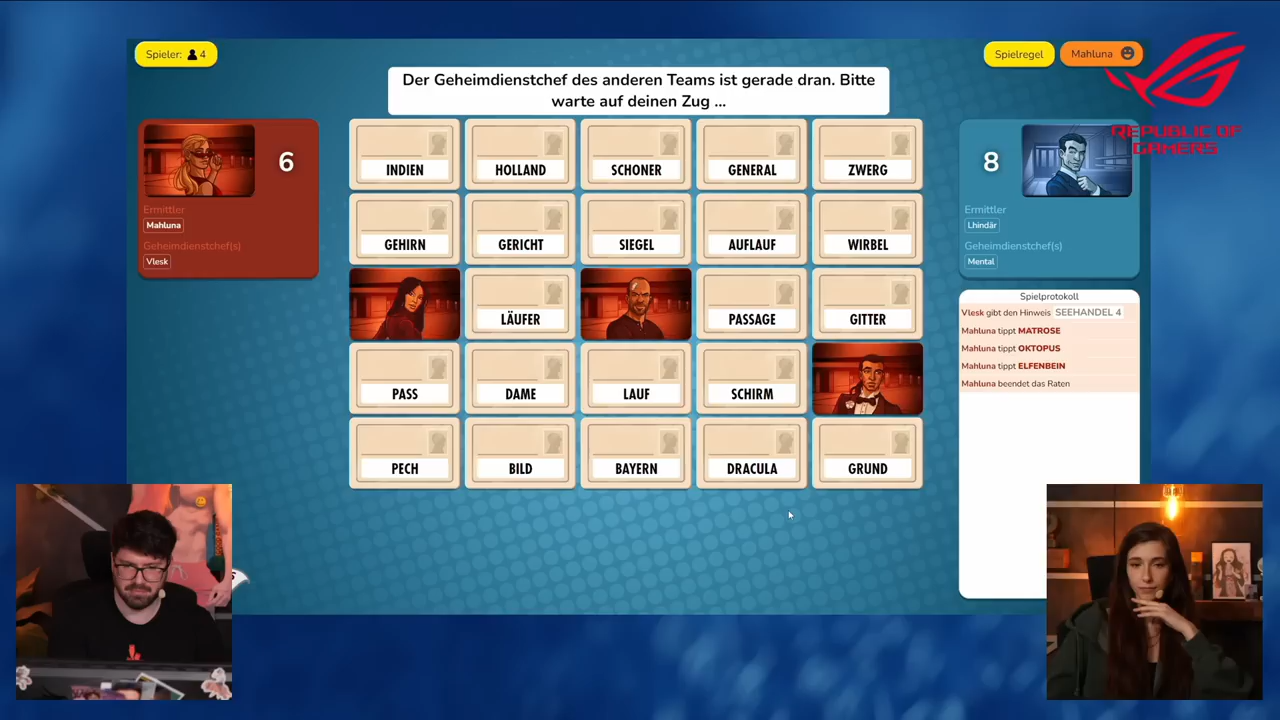 Spieler: 4
Spielregel
Mahluna
REPUBLIC OF
GAMERS
Der Geheimdienstchef des anderen Teams ist gerade dran. Bitte
warte auf deinen Zug ...
6
Ermittler
Mahluna
Geheimdienstchef(s)
Vlesk
INDIEN
HOLLAND
SCHONER
GENERAL
ZWERG
GEHIRN
GERICHT
SIEGEL
AUFLAUF
WIRBEL
LÄUFER
PASSAGE
GITTER
PASS
DAME
LAUF
SCHIRM
PECH
BILD
BAYERN
DRACULA
GRUND
8
Ermittler
Lhindär
Geheimdienstchef(s)
Mental
Spielprotokoll
Vlesk gibt den Hinweis SEEHANDEL 4
Mahluna tippt MATROSE
Mahluna tippt OKTOPUS
Mahluna tippt ELFENBEIN
Mahluna beendet das Raten